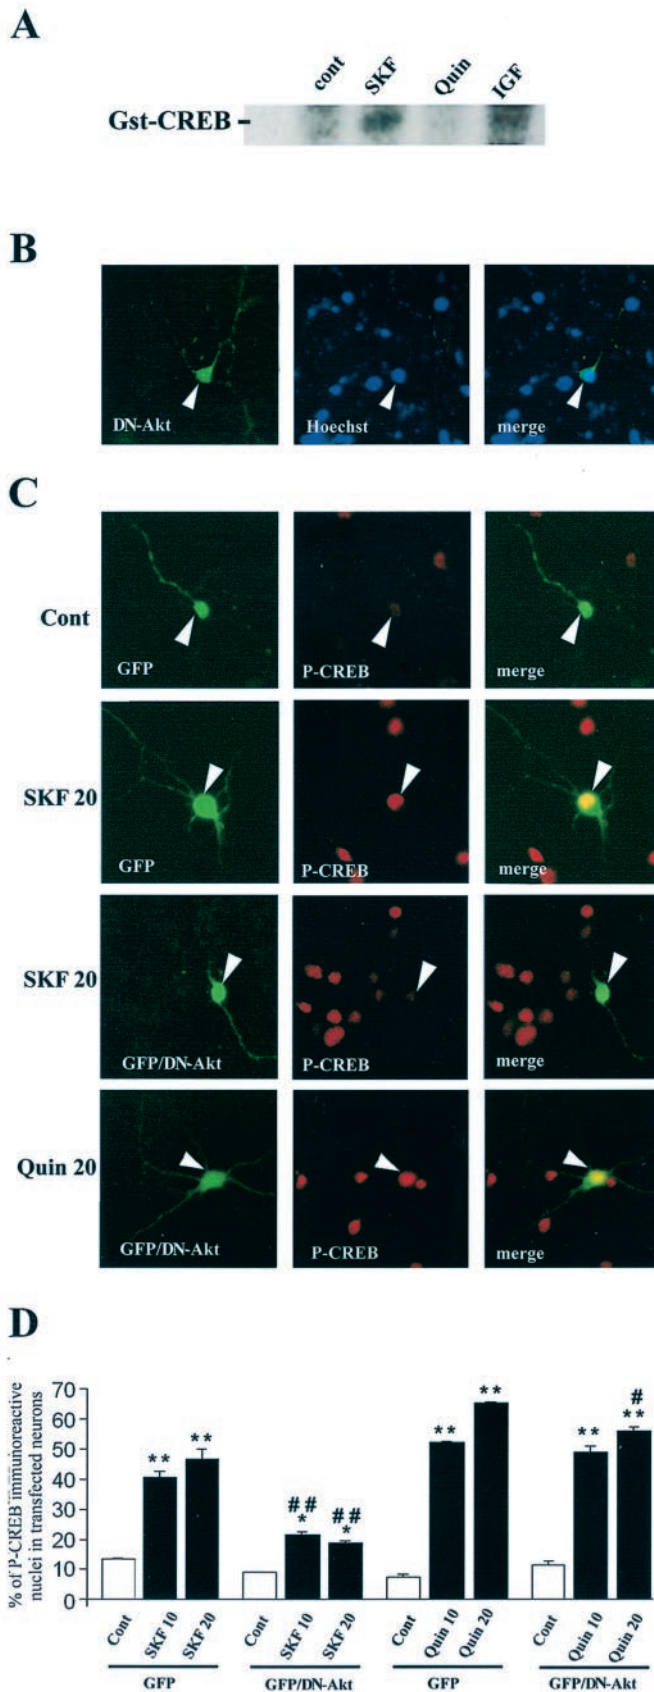 A
cont SKF Quin IGF
Gst-CREB
B
DN-Akt Hoechst merge
C
Cont
GFP P-CREB merge
SKF 20
GFP P-CREB merge
SKF 20
GFP/DN-Akt P-CREB merge
Quin 20
GFP/DN-Akt P-CREB merge
D
% of P-CREB immunoreactive
nuclei in transfected neurons
70
60
50
40
30
20
10
0
** ** ## * ## * ** ** ** # **
Cont SKF 10 SKF 20 Cont SKF 10 SKF 20 Cont Quin 10 Quin 20 Cont Quin 10 Quin 20
GFP GFP/DN-Akt GFP GFP/DN-Akt